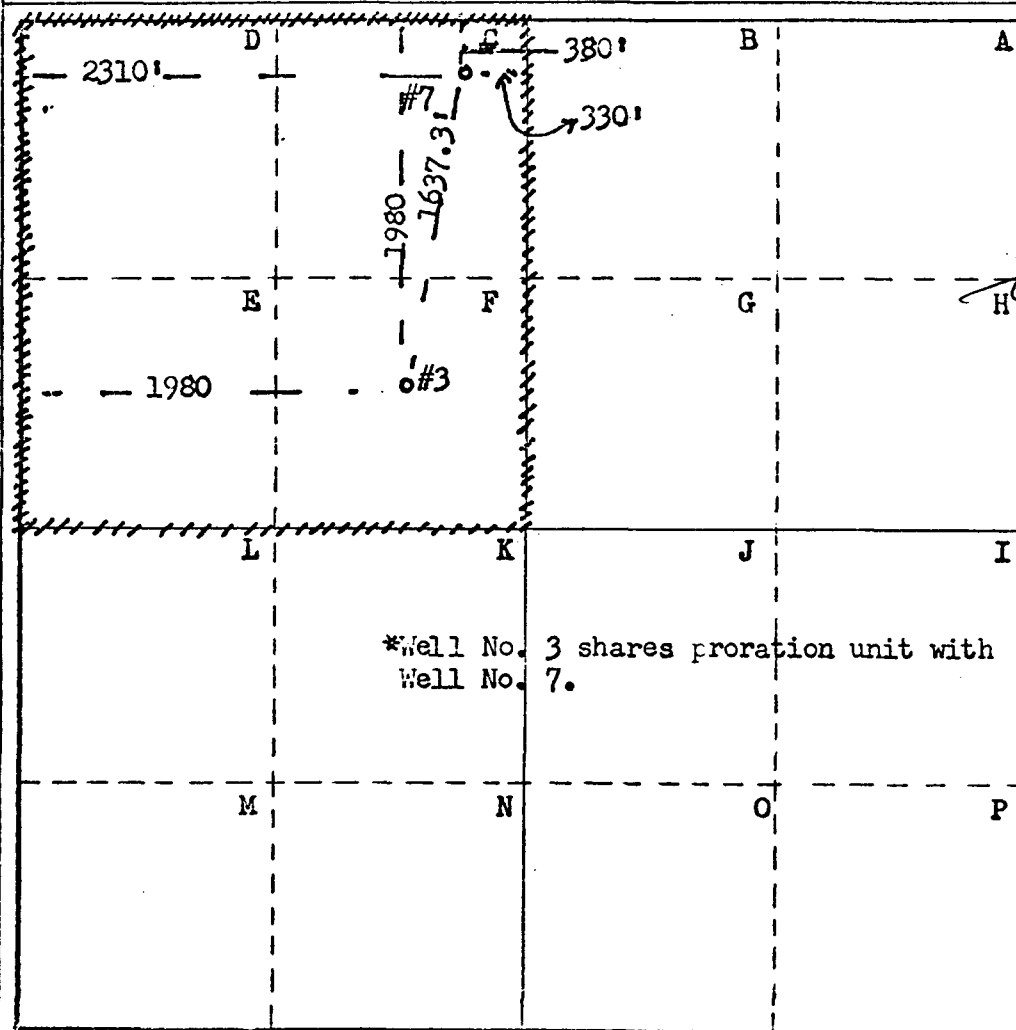 D C B A
380'
2310'
#7
330'
1637.3'
1980
E F G H
1980
#3
L K J I
*Well No. 3 shares proration unit with
Well No. 7.
M N O P